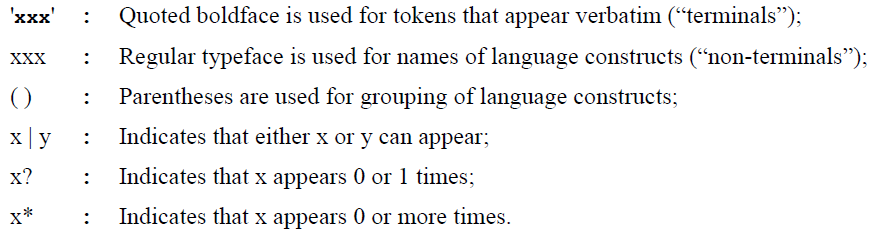 'xxx' : Quoted boldface is used for tokens that appear verbatim (“terminals”);
xxx : Regular typeface is used for names of language constructs (“non-terminals”);
( ) : Parentheses are used for grouping of language constructs;
x | y : Indicates that either x or y can appear;
x? : Indicates that x appears 0 or 1 times;
x* : Indicates that x appears 0 or more times.